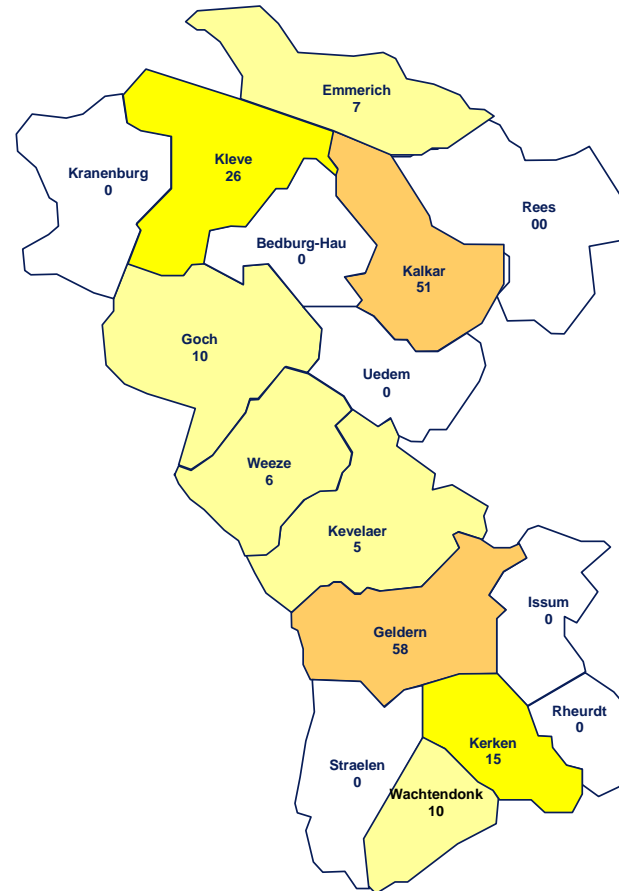 Emmerich
7
Kranenburg
0
Kleve
26
Rees
00
Bedburg-Hau
0
Kalkar
51
Goch
10
Uedem
0
Weeze
6
Kevelaer
5
Issum
0
Geldern
58
Rheurdt
0
Kerken
15
Straelen
0
Wachtendonk
10